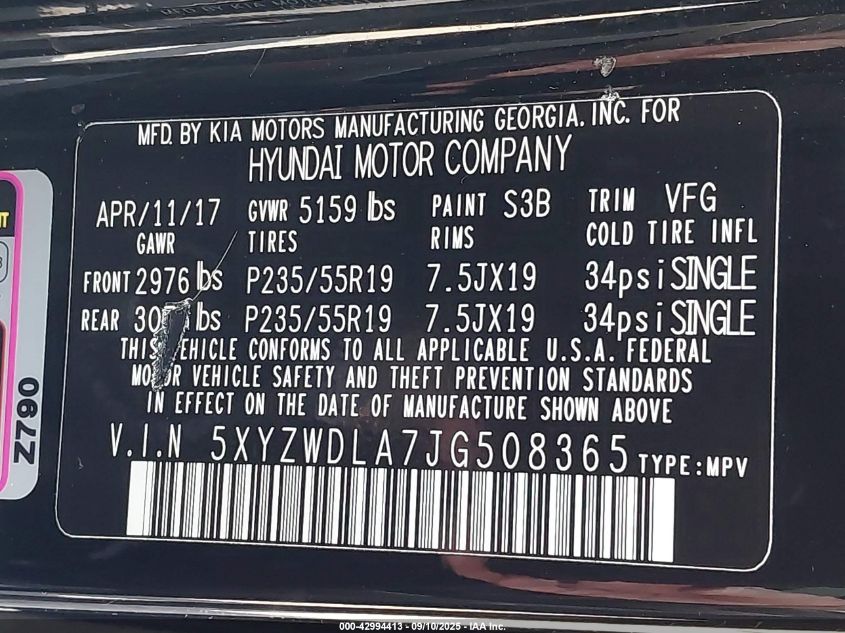 MFD. BY KIA MOTORS MANUFACTURING GEORGIA. INC. FOR
HYUNDAI MOTOR COMPANY
APR/11/17 GVWR 5159 lbs PAINT S3B TRIM VFG
GAWR TIRES RIMS COLD TIRE INFL
FRONT 2976 lbs P235/55R19 7.5JX19 34psi SINGLE
REAR lbs P235/55R19 7.5JX19 34psi SINGLE
THIS VEHICLE CONFORMS TO ALL APPLICABLE U.S.A. FEDERAL
MOTOR VEHICLE SAFETY AND THEFT PREVENTION STANDARDS
IN EFFECT ON THE DATE OF MANUFACTURE SHOWN ABOVE
V.I.N 5XYZWDLA7JG508365 TYPE:MPV
Z790
000-42994413 - 09/10/2025 - IAA Inc.